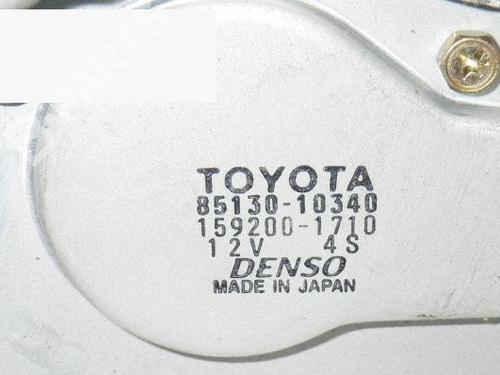 TOYOTA
85130-10340
159200-1710
12V 4S
DENSO
MADE IN JAPAN